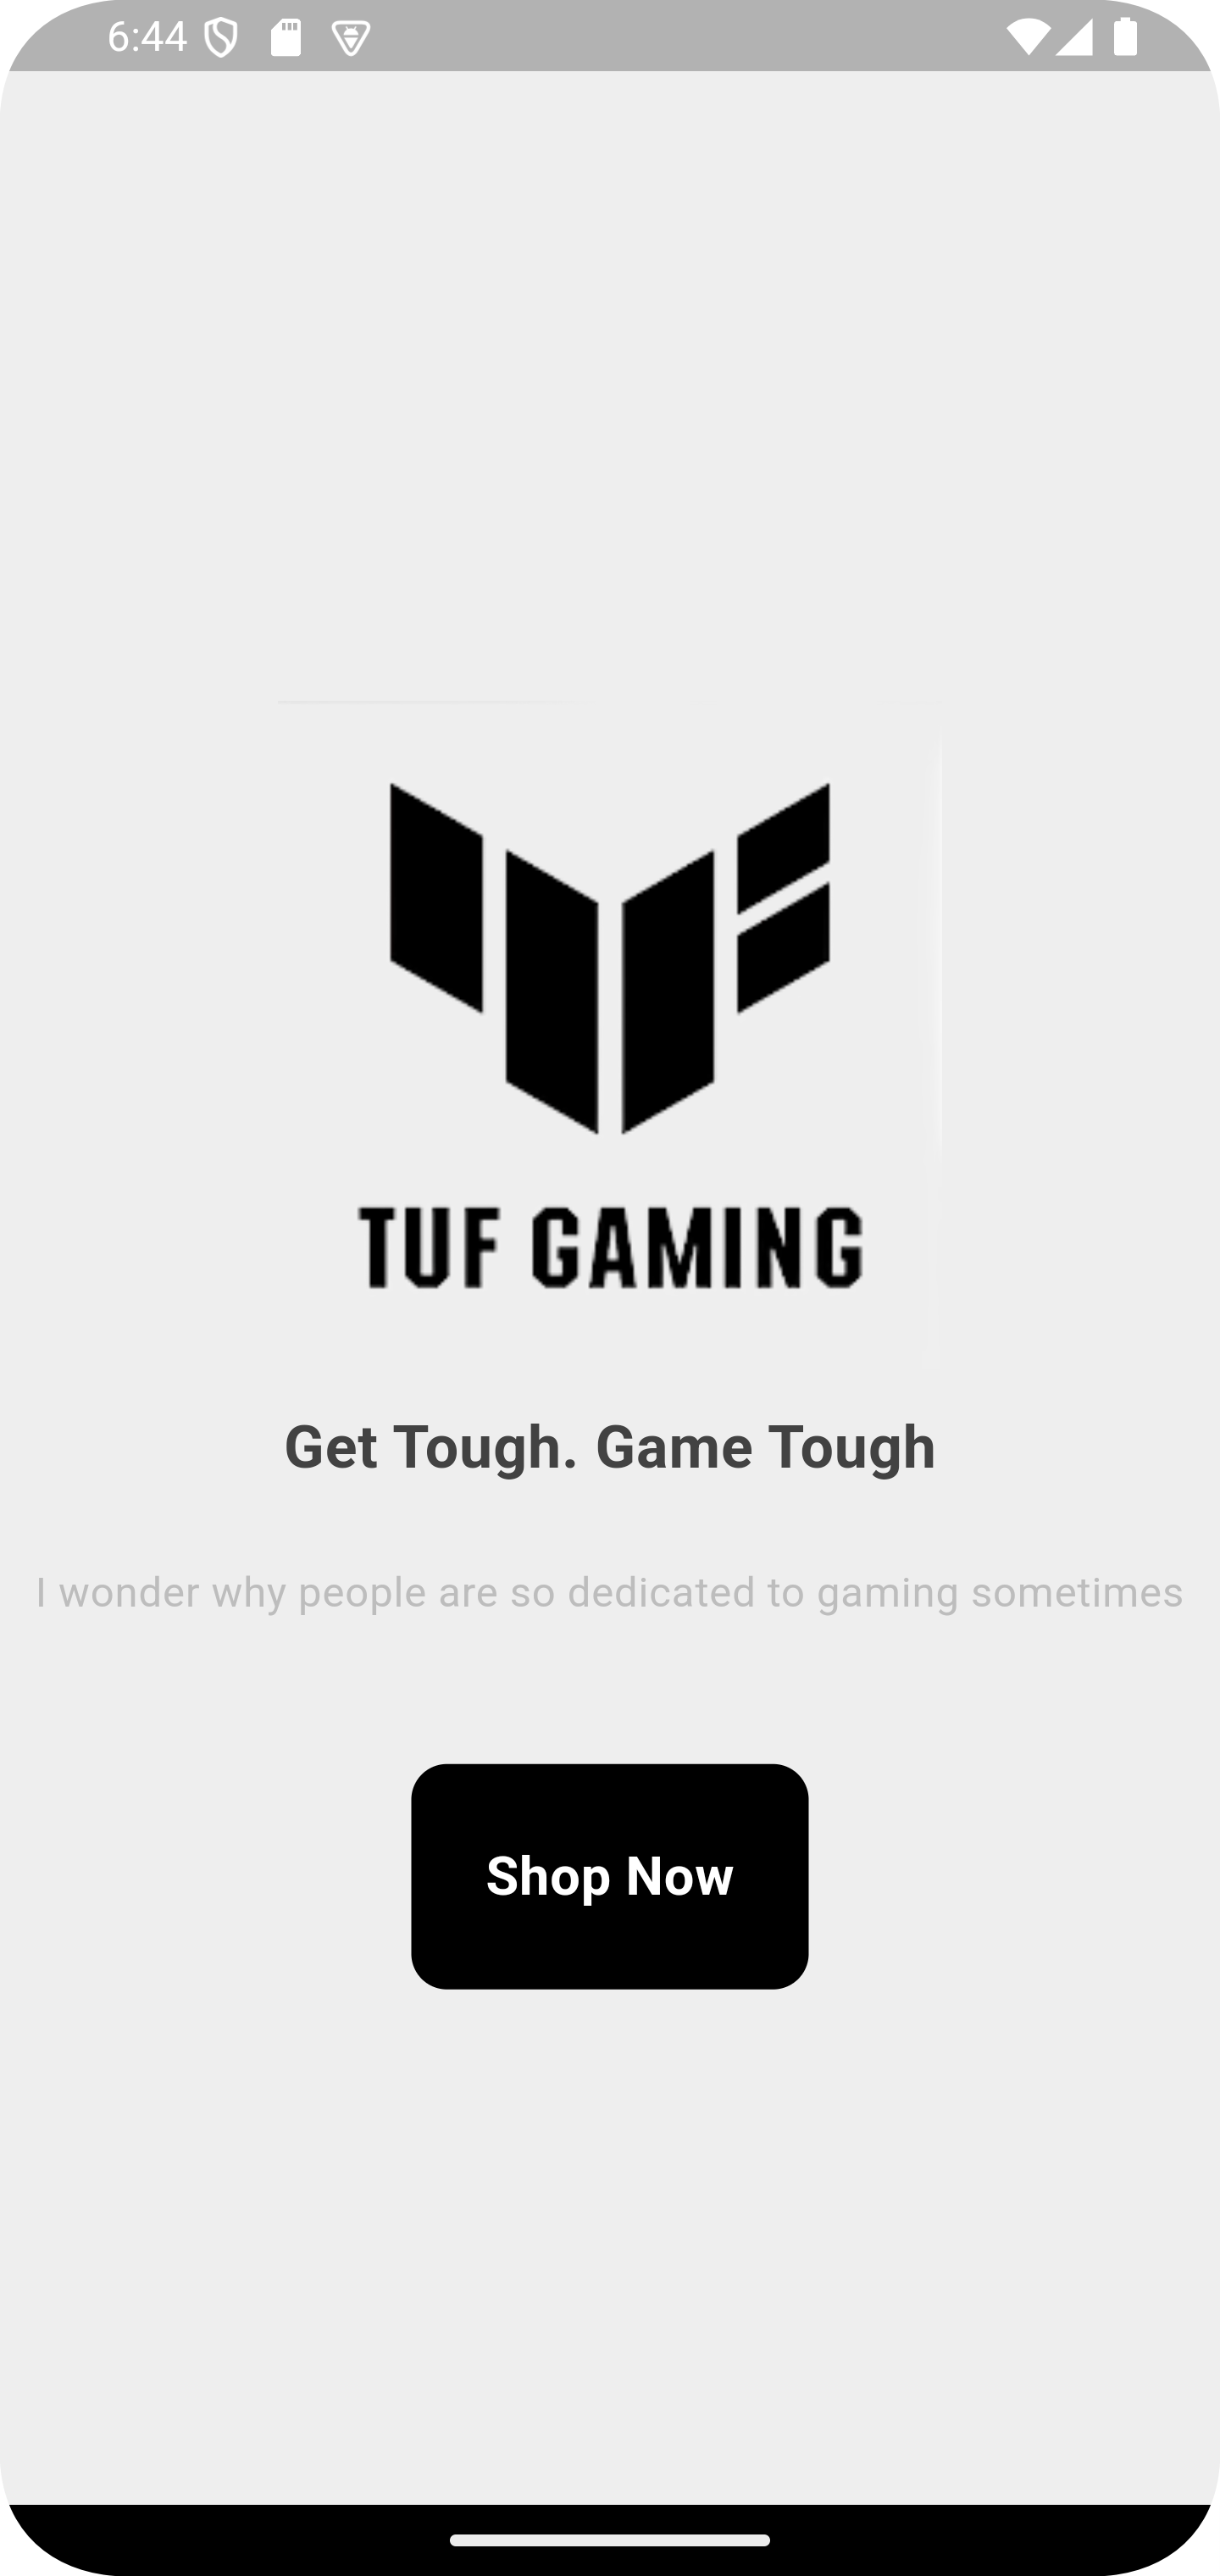 6:44
TUF GAMING
Get Tough. Game Tough
I wonder why people are so dedicated to gaming sometimes
Shop Now